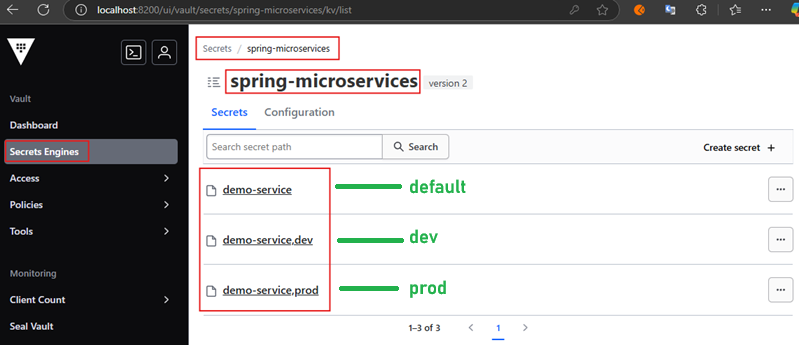 localhost:8200/ui/vault/secrets/spring-microservices/kv/list
Secrets / spring-microservices
spring-microservices version 2
Vault
Secrets Configuration
Dashboard
Secrets Engines
Search secret path Search Create secret +
Access
Policies
Tools
demo-service default
demo-service,dev dev
demo-service,prod prod
Monitoring
Client Count
Seal Vault
1–3 of 3 < 1 >